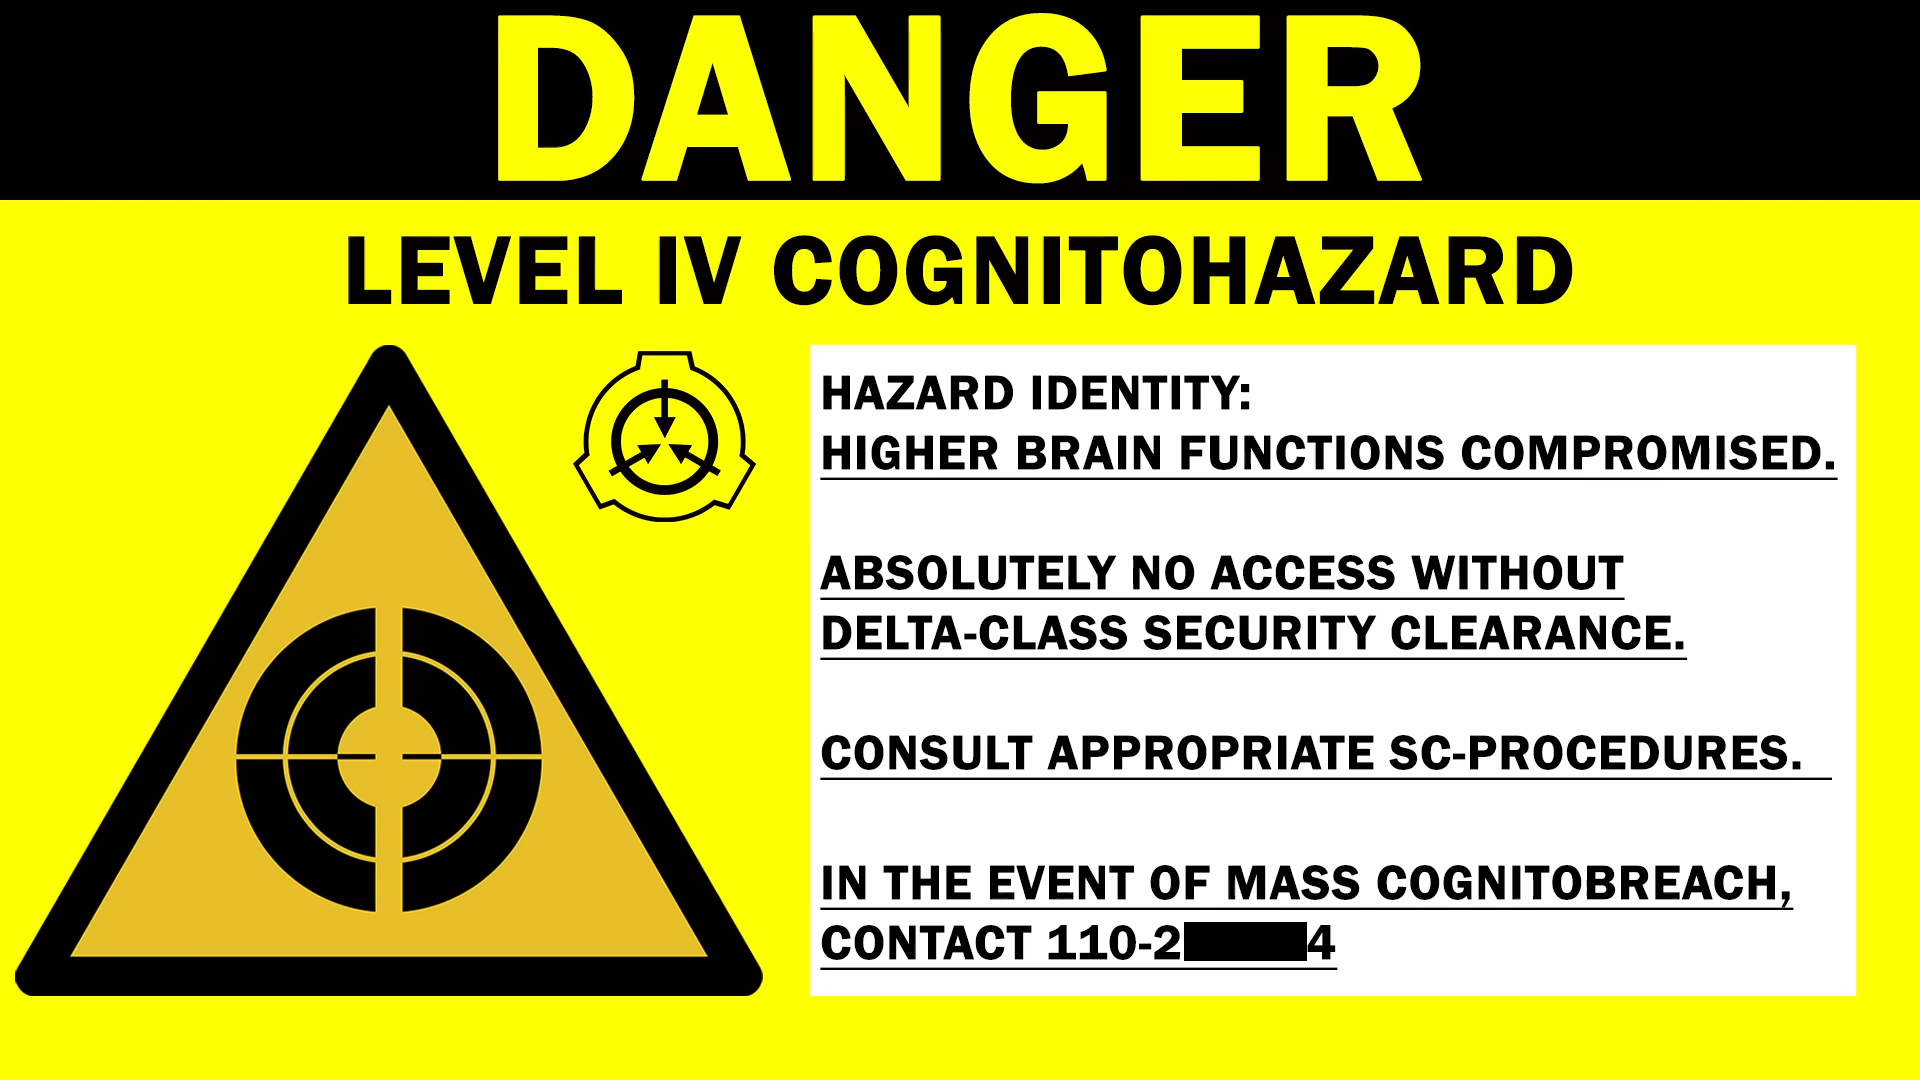 DANGER
LEVEL IV COGNITOHAZARD
HAZARD IDENTITY:
HIGHER BRAIN FUNCTIONS COMPROMISED.
ABSOLUTELY NO ACCESS WITHOUT
DELTA-CLASS SECURITY CLEARANCE.
CONSULT APPROPRIATE SC-PROCEDURES.
IN THE EVENT OF MASS COGNITOBREACH,
CONTACT 110-2 4